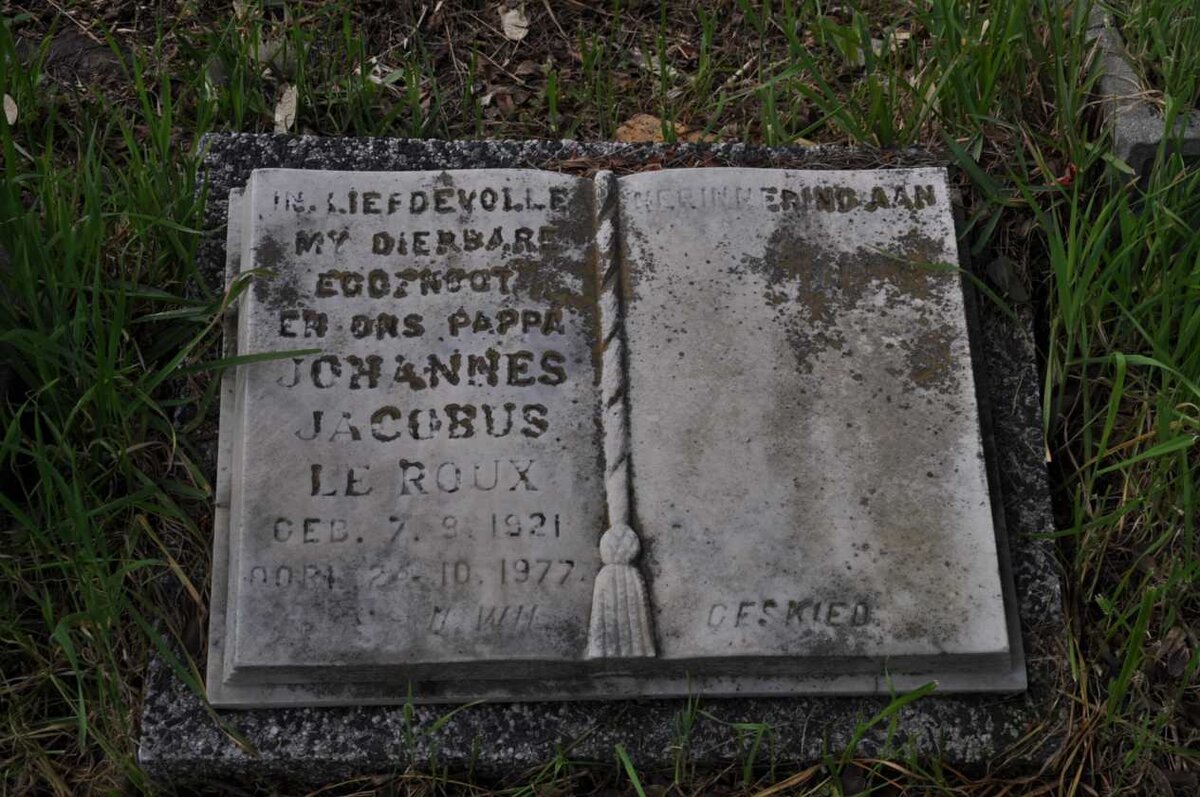 IN LIEFDEVOLLE HERINNERING AAN
MY DIERBARE
EGGENOOT
EN ONS PAPPA
JOHANNES
JACOBUS
LE ROUX
GEB. 7. 9. 1921
OORL. 10. 1977.
U WIL GESKIED.